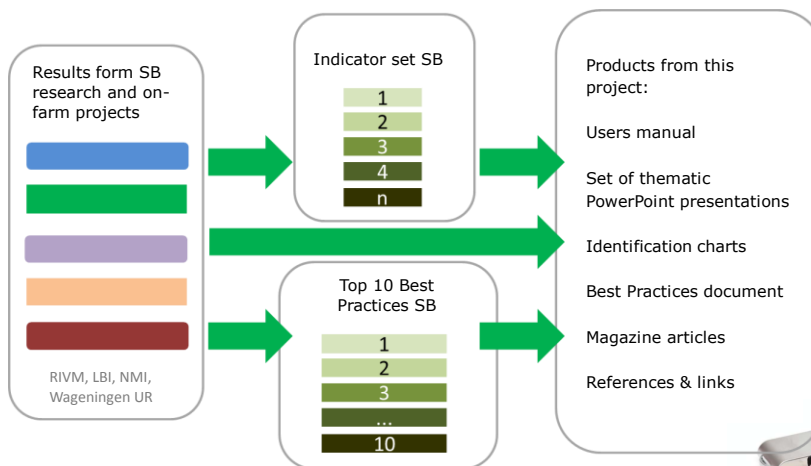 Results form SB
research and on-
farm projects
RIVM, LBI, NMI,
Wageningen UR
Indicator set SB
1
2
3
4
n
Top 10 Best
Practices SB
1
2
3
...
10
Products from this
project:
Users manual
Set of thematic
PowerPoint presentations
Identification charts
Best Practices document
Magazine articles
References & links